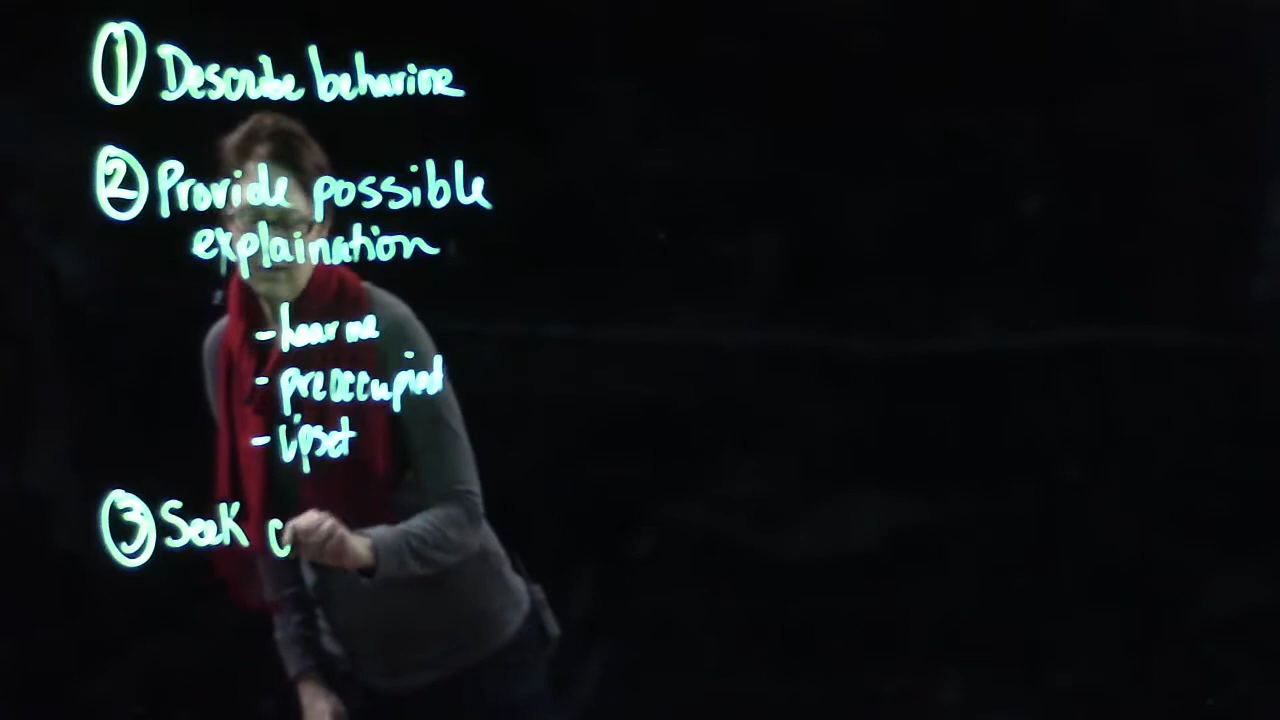 ① Describe behavior
② Provide possible
explaination
- hear me
- preoccupied
- Upset
③ Seek c